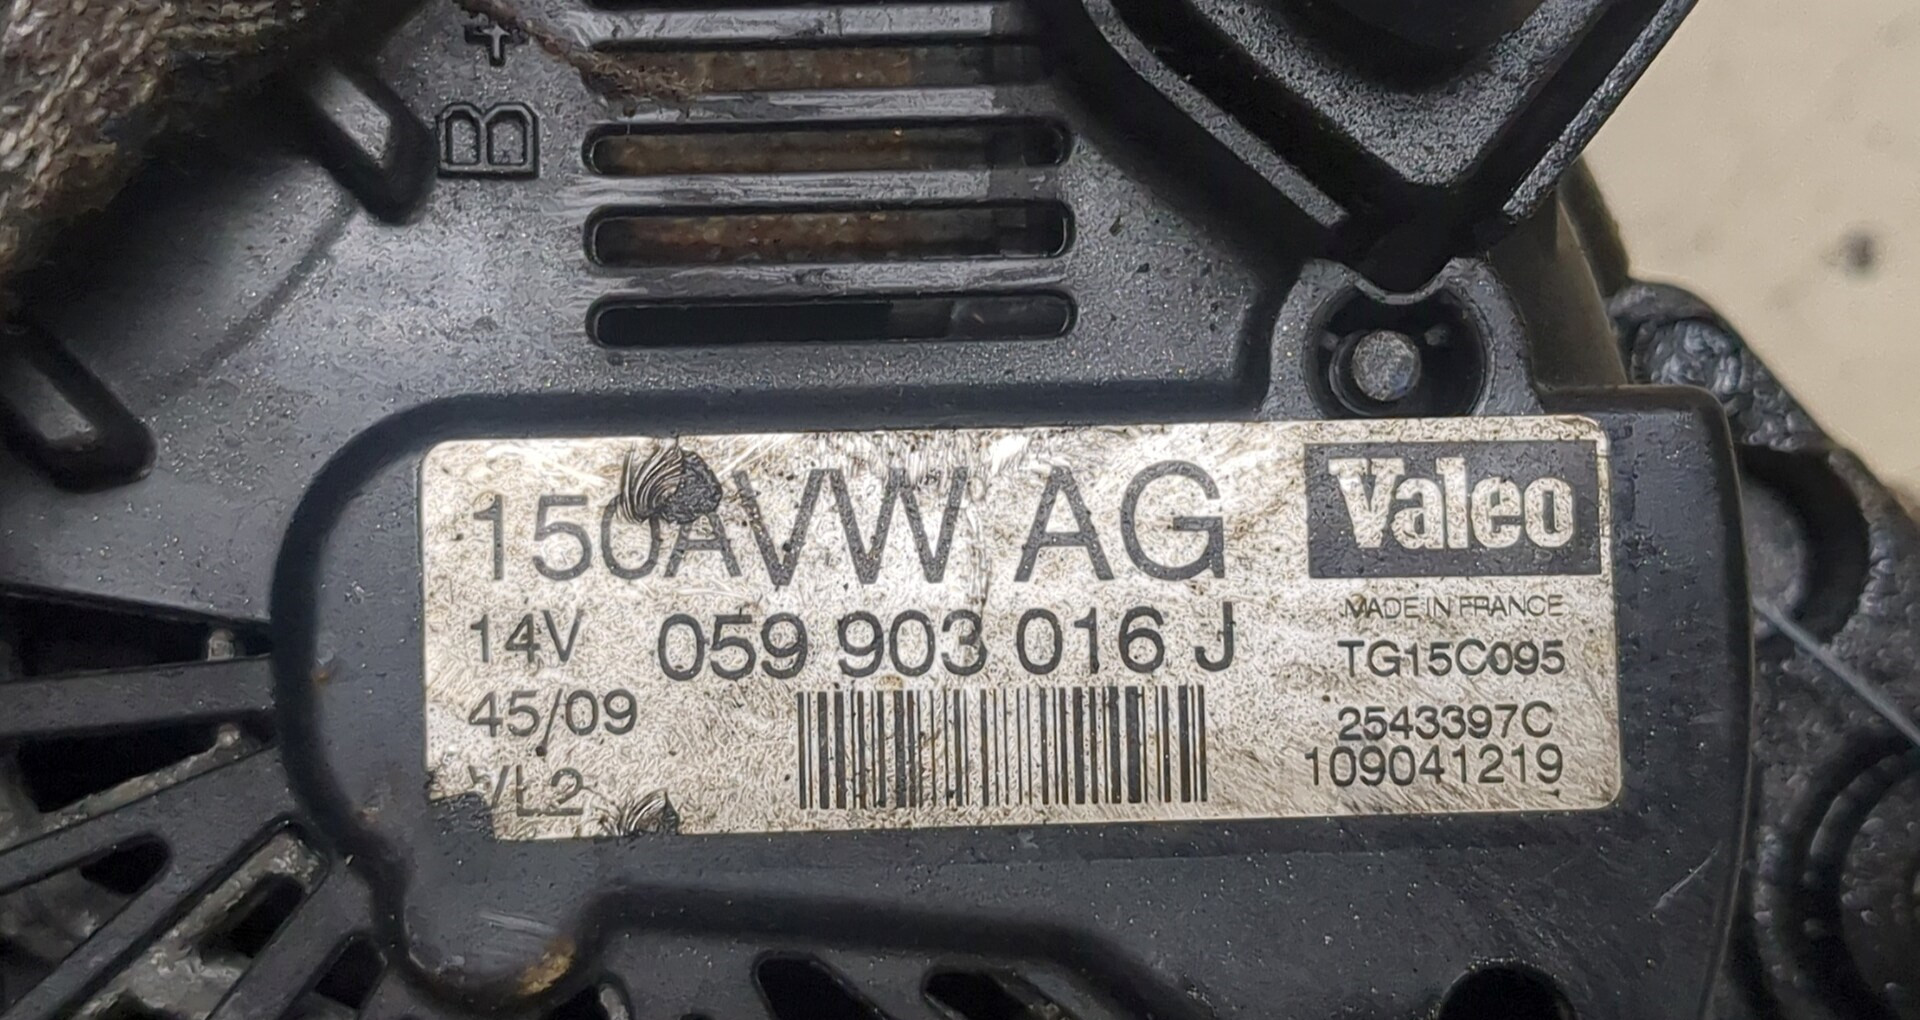 B+
150A VW AG
Valeo
MADE IN FRANCE
14V 059 903 016 J
TG15C095
45/09
2543397C
VL2
109041219